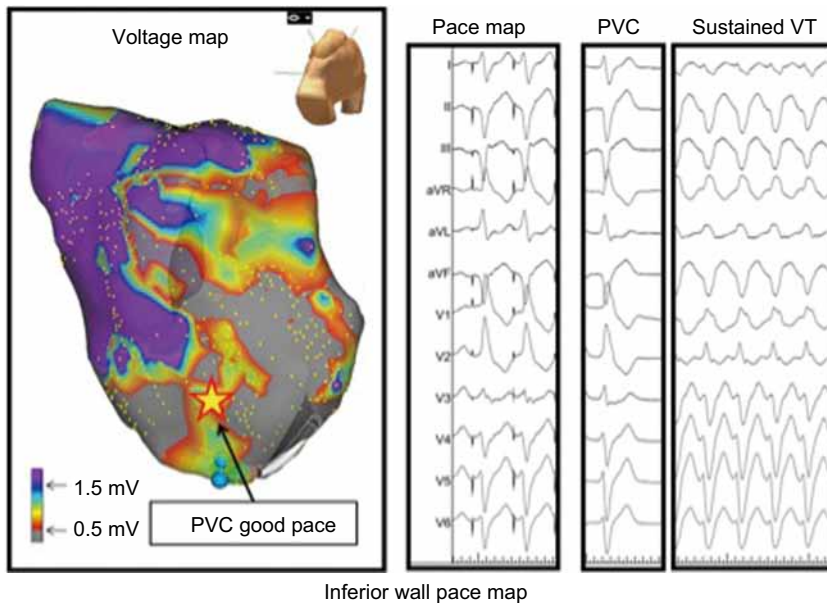 Voltage map
1.5 mV
0.5 mV
PVC good pace
Pace map
PVC
Sustained VT
I
II
III
aVR
aVL
aVF
V1
V2
V3
V4
V5
V6
Inferior wall pace map